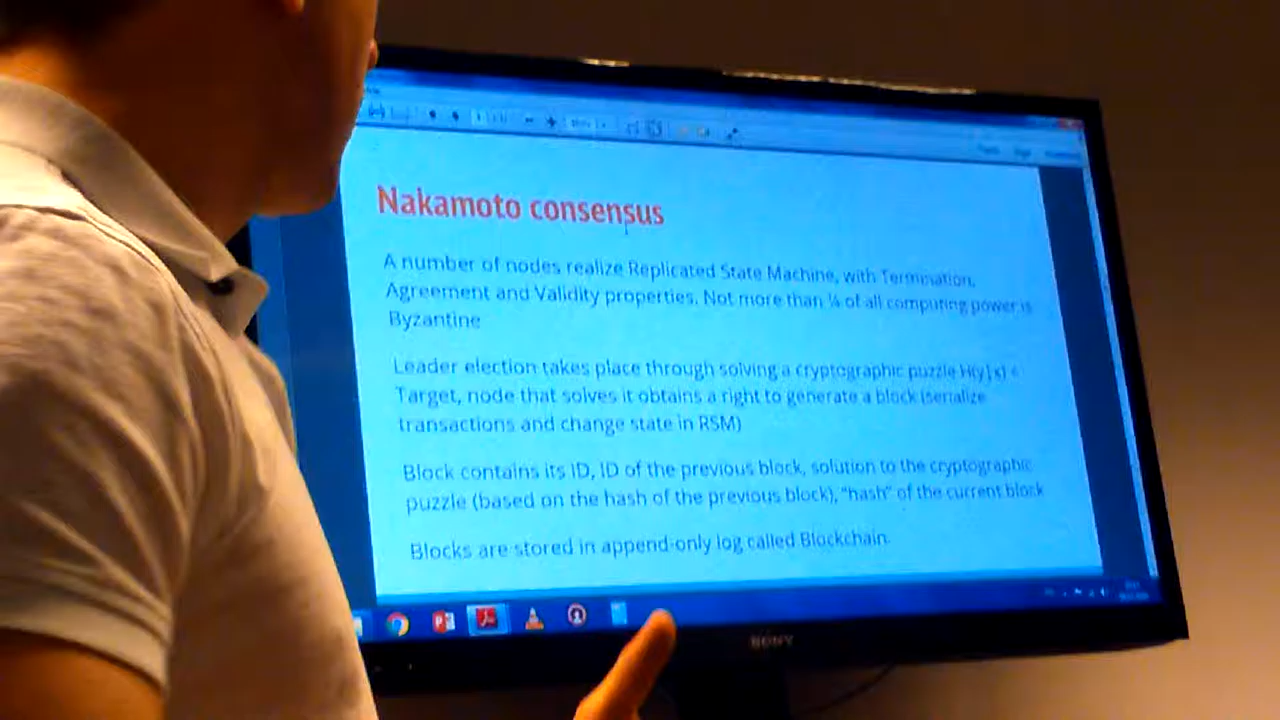 Nakamoto consensus
A number of nodes realize Replicated State Machine, with Termination,
Agreement and Validity properties. Not more than ¼ of all computing power is
Byzantine
Leader election takes place through solving a cryptographic puzzle H(y|x) <
Target, node that solves it obtains a right to generate a block (serialize
transactions and change state in RSM)
Block contains its ID, ID of the previous block, solution to the cryptographic
puzzle (based on the hash of the previous block), "hash" of the current block
Blocks are stored in append-only log called Blockchain.
SONY